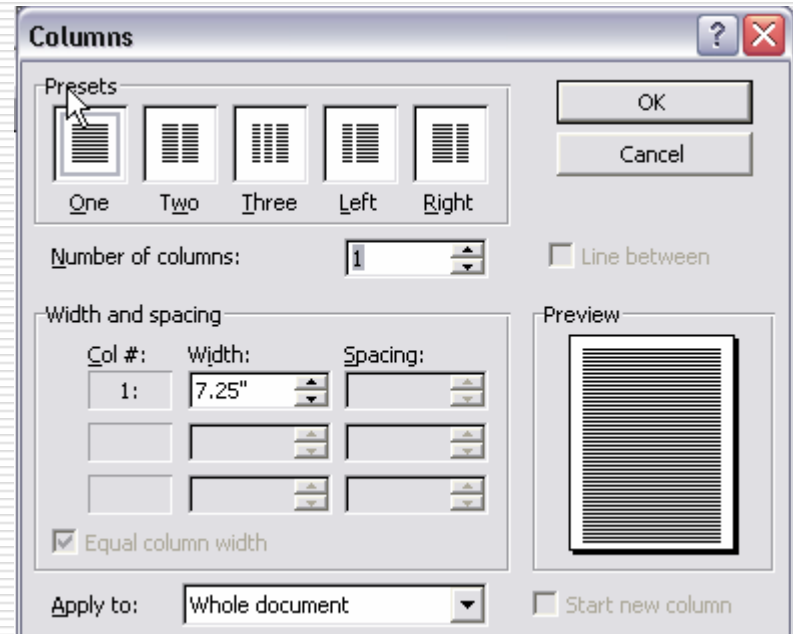 Columns
Presets
OK
Cancel
One Two Three Left Right
Number of columns: 1
Line between
Width and spacing
Preview
Col #: Width: Spacing:
1: 7.25"
Equal column width
Apply to: Whole document
Start new column